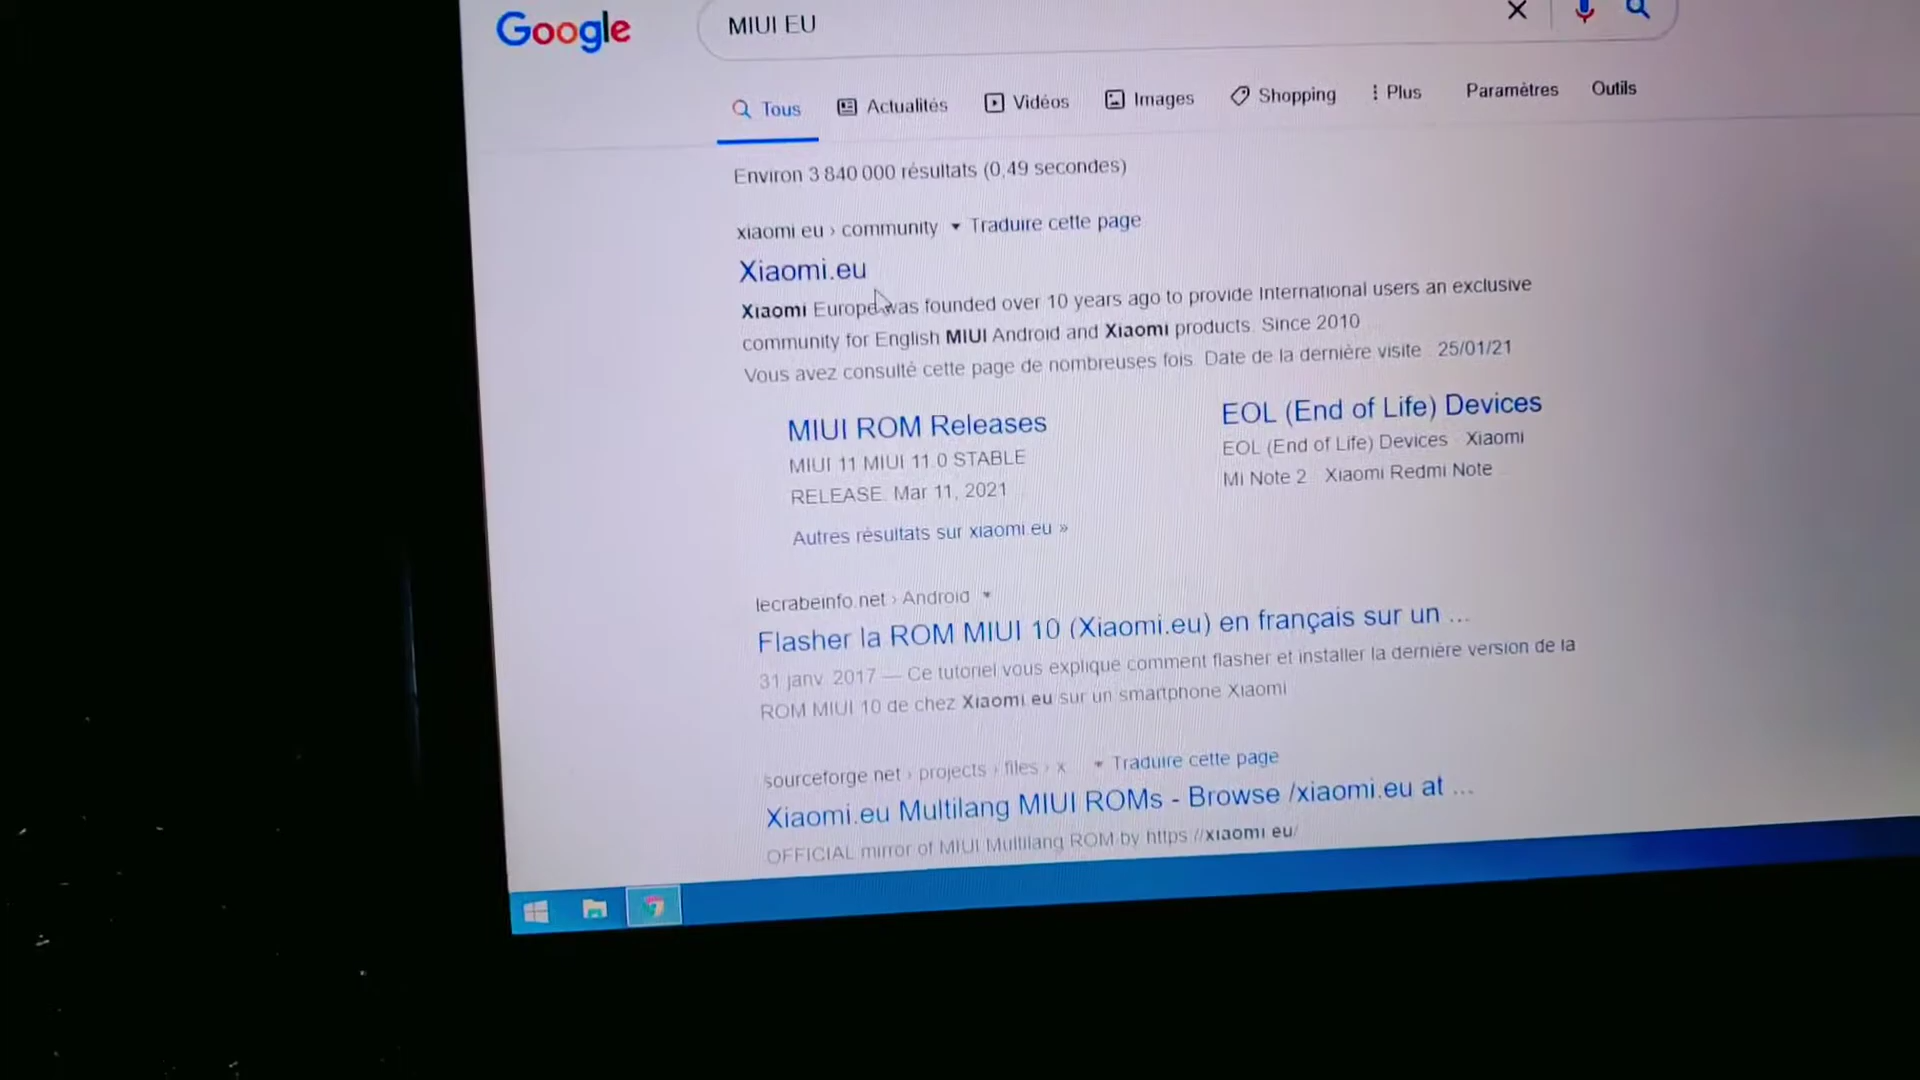 Google
MIUI EU
Tous Actualités Vidéos Images Shopping Plus Paramètres Outils
Environ 3 840 000 résultats (0,49 secondes)
xiaomi.eu › community Traduire cette page
Xiaomi.eu
Xiaomi Europe was founded over 10 years ago to provide International users an exclusive
community for English MIUI Android and Xiaomi products. Since 2010
Vous avez consulté cette page de nombreuses fois. Date de la dernière visite : 25/01/21
MIUI ROM Releases
MIUI 11 MIUI 11.0 STABLE
RELEASE. Mar 11, 2021
EOL (End of Life) Devices
EOL (End of Life) Devices · Xiaomi
Mi Note 2 · Xiaomi Redmi Note
Autres résultats sur xiaomi.eu »
lecrabeinfo.net › Android
Flasher la ROM MIUI 10 (Xiaomi.eu) en français sur un ...
31 janv. 2017 — Ce tutoriel vous explique comment flasher et installer la dernière version de la
ROM MIUI 10 de chez Xiaomi.eu sur un smartphone Xiaomi
sourceforge.net › projects › files › x Traduire cette page
Xiaomi.eu Multilang MIUI ROMs - Browse /xiaomi.eu at ...
OFFICIAL mirror of MIUI Multilang ROM by https://xiaomi.eu/